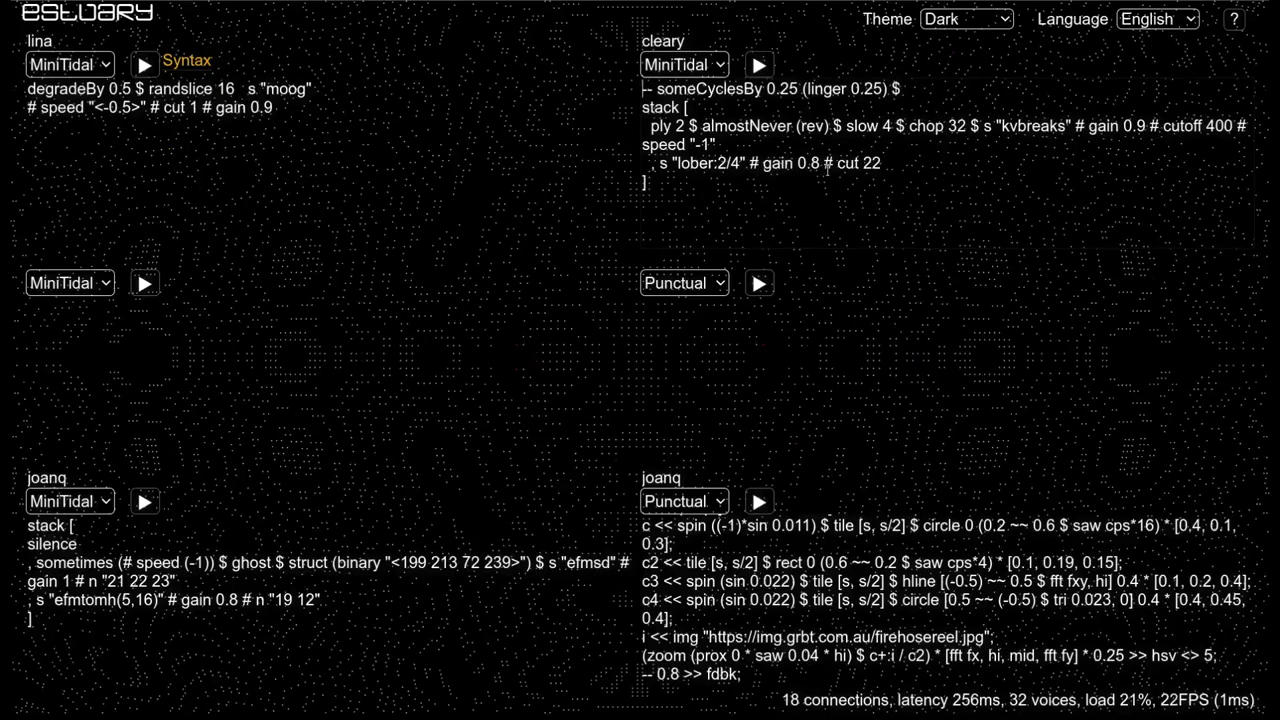 estuary
Theme Dark Language English ?
lina
MiniTidal Syntax
degradeBy 0.5 $ randslice 16   s "moog"
# speed "<-0.5>" # cut 1 # gain 0.9
cleary
MiniTidal
-- someCyclesBy 0.25 (linger 0.25) $
stack [
ply 2 $ almostNever (rev) $ slow 4 $ chop 32 $ s "kvbreaks" # gain 0.9 # cutoff 400 #
speed "-1"
, s "lober:2/4" # gain 0.8 # cut 22
]
MiniTidal
Punctual
joanq
MiniTidal
stack [
silence
, sometimes (# speed (-1)) $ ghost $ struct (binary "<199 213 72 239>") $ s "efmsd" #
gain 1 # n "21 22 23"
, s "efmtomh(5,16)" # gain 0.8 # n "19 12"
]
joanq
Punctual
c << spin ((-1)*sin 0.011) $ tile [s, s/2] $ circle 0 (0.2 ~~ 0.6 $ saw cps*16) * [0.4, 0.1,
0.3];
c2 << tile [s, s/2] $ rect 0 (0.6 ~~ 0.2 $ saw cps*4) * [0.1, 0.19, 0.15];
c3 << spin (sin 0.022) $ tile [s, s/2] $ hline [(-0.5) ~~ 0.5 $ fft fxy, hi] 0.4 * [0.1, 0.2, 0.4];
c4 << spin (sin 0.022) $ tile [s, s/2] $ circle [0.5 ~~ (-0.5) $ tri 0.023, 0] 0.4 * [0.4, 0.45,
0.4];
i << img "https://img.grbt.com.au/firehosereel.jpg";
(zoom (prox 0 * saw 0.04 * hi) $ c+:i / c2) * [fft fx, hi, mid, fft fy] * 0.25 >> hsv <> 5;
-- 0.8 >> fdbk;
18 connections, latency 256ms, 32 voices, load 21%, 22FPS (1ms)